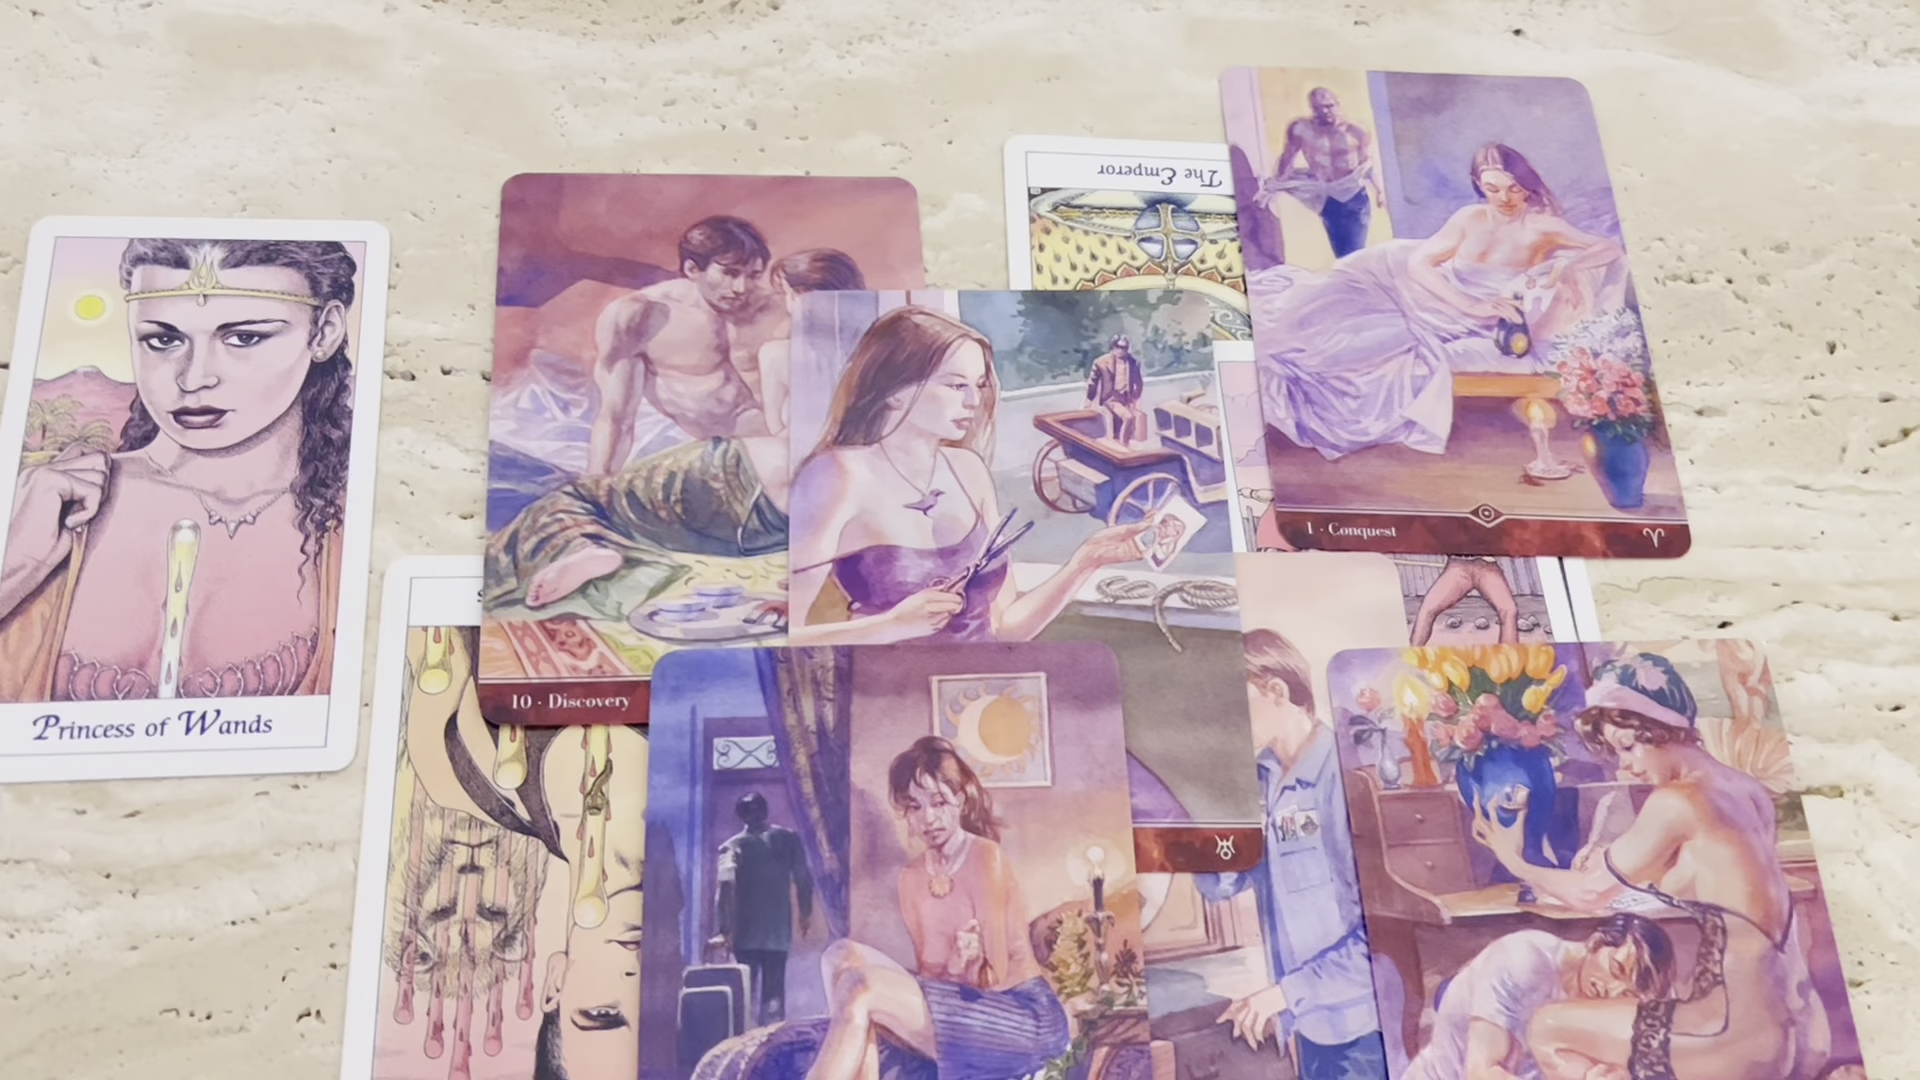 The Emperor
1 · Conquest
10 · Discovery
Princess of Wands